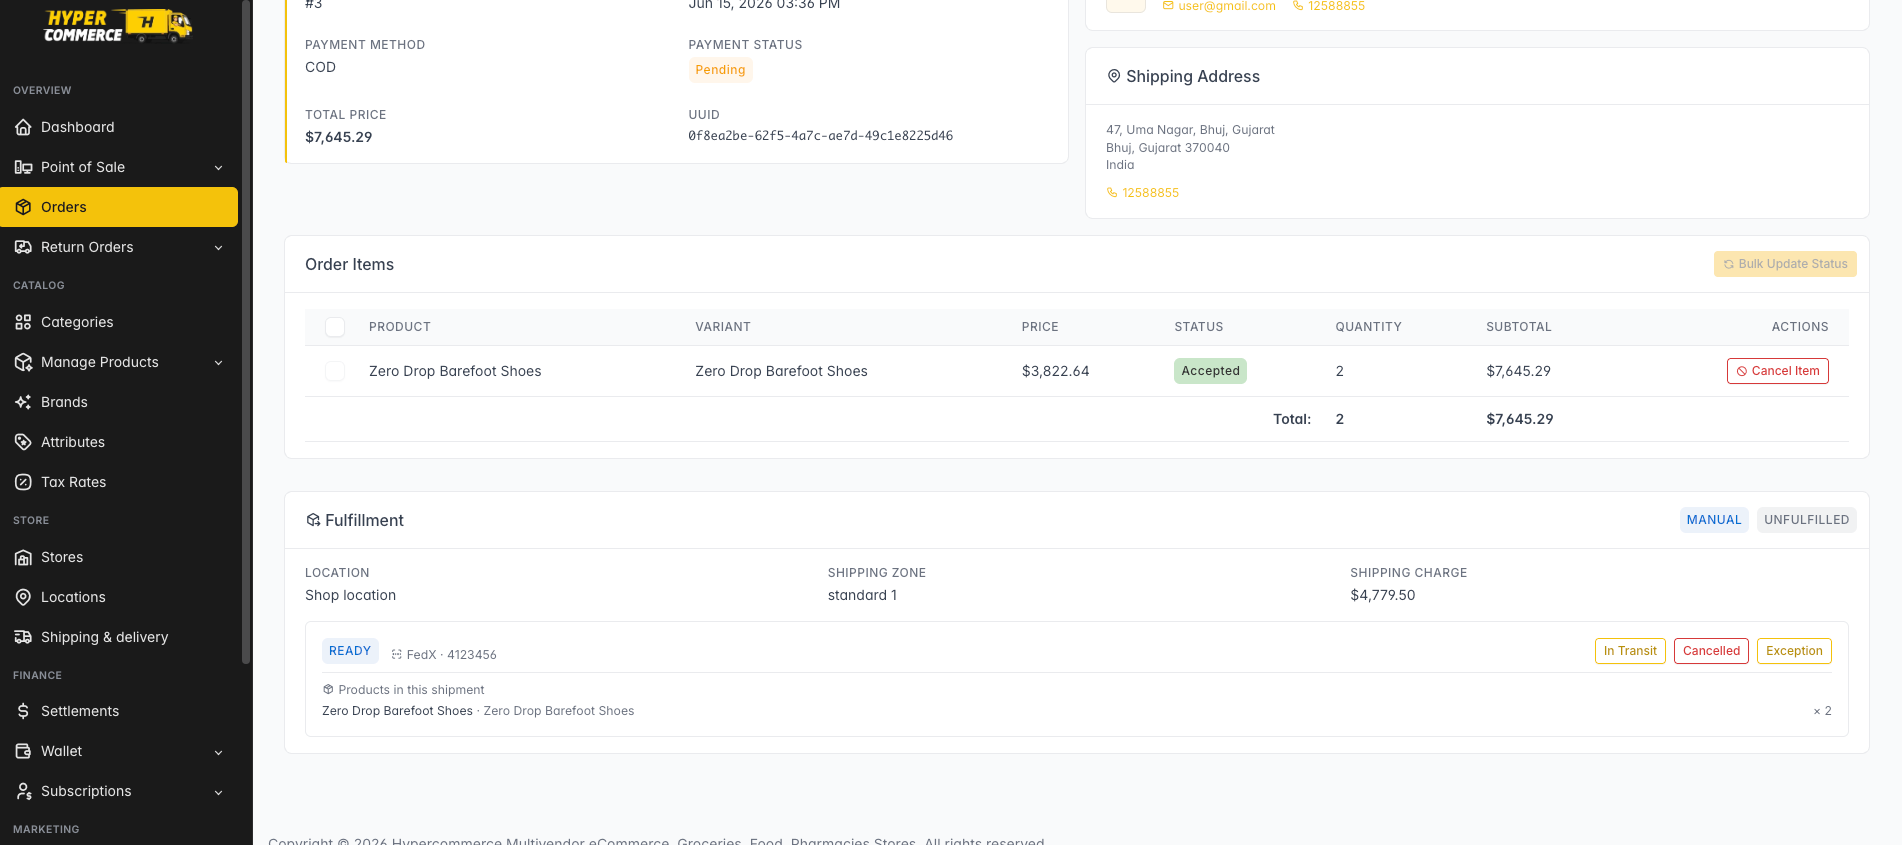 HYPER
COMMERCE
H
OVERVIEW
Dashboard
Point of Sale
Orders
Return Orders
CATALOG
Categories
Manage Products
Brands
Attributes
Tax Rates
STORE
Stores
Locations
Shipping & delivery
FINANCE
Settlements
Wallet
Subscriptions
MARKETING
#3
Jun 15, 2026 03:36 PM
PAYMENT METHOD
PAYMENT STATUS
COD
Pending
TOTAL PRICE
UUID
$7,645.29
0f8ea2be-62f5-4a7c-ae7d-49c1e8225d46
user@gmail.com 12588855
Shipping Address
47, Uma Nagar, Bhuj, Gujarat
Bhuj, Gujarat 370040
India
12588855
Order Items
Bulk Update Status
PRODUCT VARIANT PRICE STATUS QUANTITY SUBTOTAL ACTIONS
Zero Drop Barefoot Shoes Zero Drop Barefoot Shoes $3,822.64 Accepted 2 $7,645.29 Cancel Item
Total: 2 $7,645.29
Fulfillment
MANUAL UNFULFILLED
LOCATION SHIPPING ZONE SHIPPING CHARGE
Shop location standard 1 $4,779.50
READY FedX · 4123456 In Transit Cancelled Exception
Products in this shipment
Zero Drop Barefoot Shoes · Zero Drop Barefoot Shoes × 2
Copyright © 2026 Hypercommerce Multivendor eCommerce, Groceries, Food, Pharmacies Stores. All rights reserved.